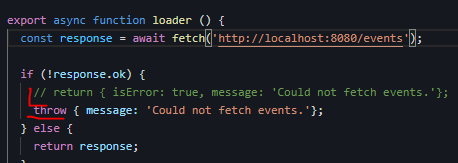 export async function loader () {
const response = await fetch('http://localhost:8080/events');
if (!response.ok) {
// return { isError: true, message: 'Could not fetch events.'};
throw { message: 'Could not fetch events.'};
} else {
return response;